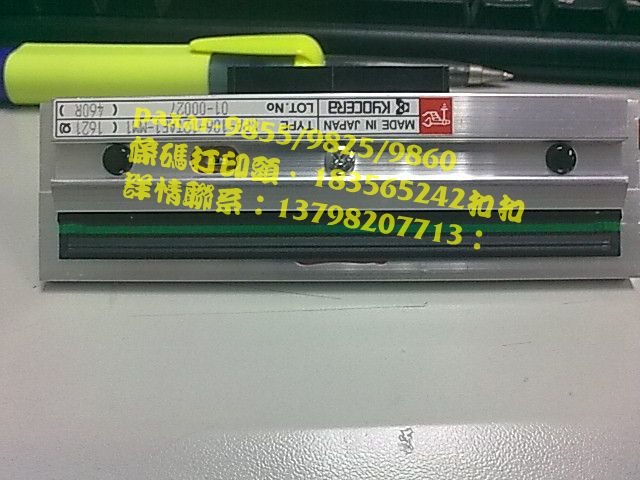 paxar 9855/9825/9860
條碼打印頭、183565242扣扣
詳情聯系：13798207713；
MADE IN JAPAN
KYOCERA
TYPE
LOT.No 01-0002/
1621 Ω
( 460R )